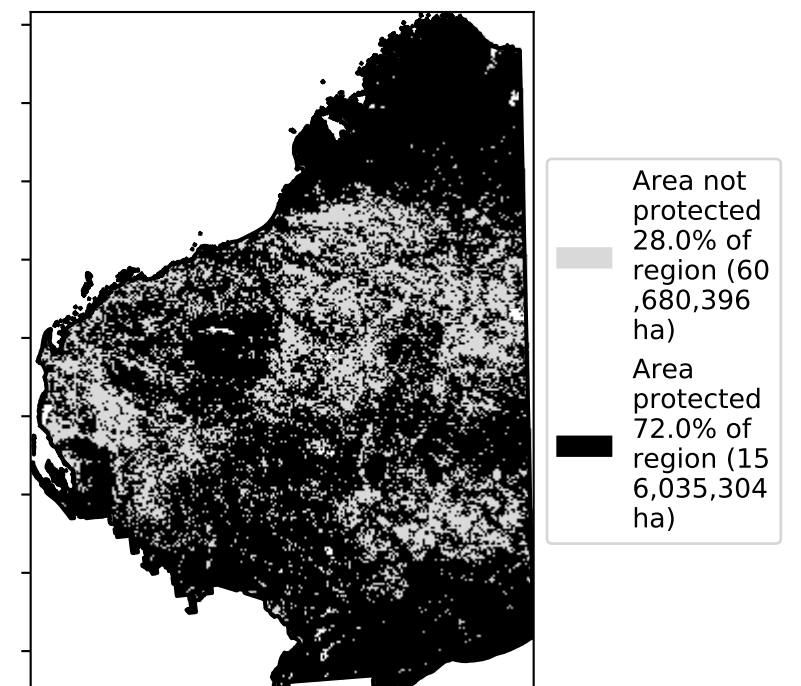 Area not
protected
28.0% of
region (60
,680,396
ha)
Area
protected
72.0% of
region (15
6,035,304
ha)